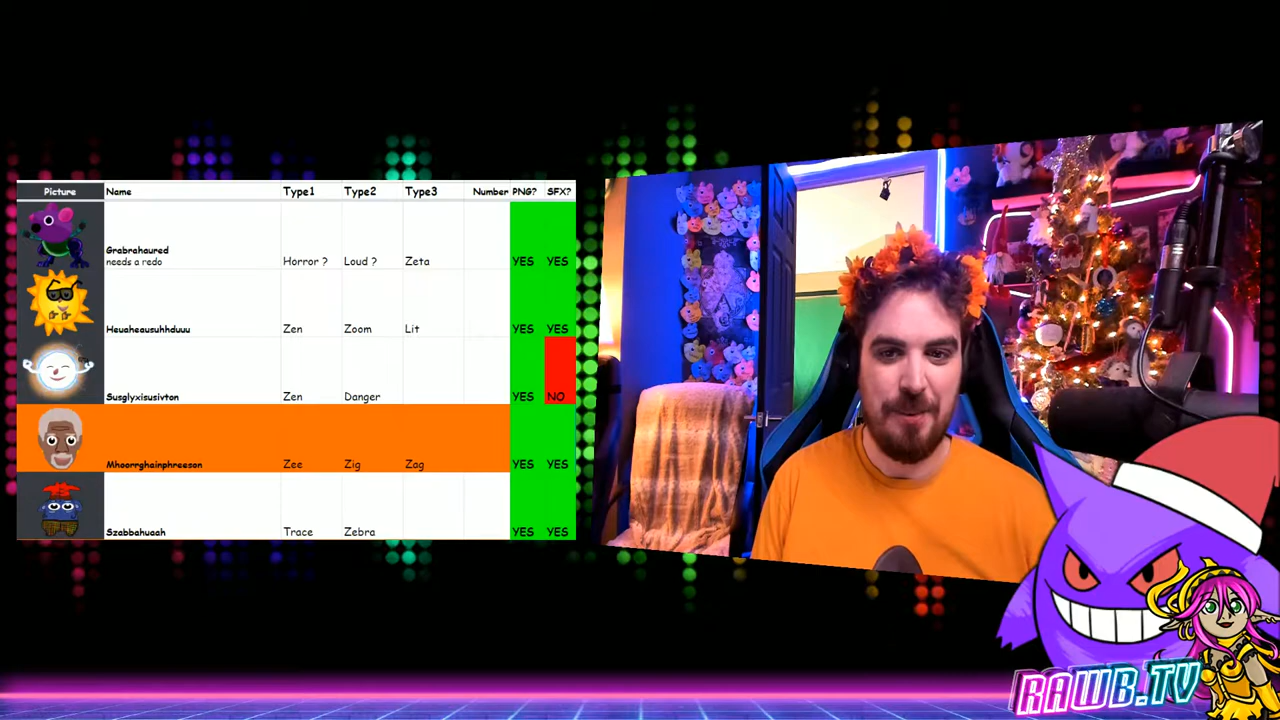 Picture Name Type1 Type2 Type3 Number PNG? SFX?
Grabrahaured
needs a redo Horror ? Loud ? Zeta YES YES
Heuaheausuhhduuu Zen Zoom Lit YES YES
Susglyxisusivton Zen Danger YES NO
Mhoorrghainphreeson Zee Zig Zag YES YES
Szabbahuaah Trace Zebra YES YES
RAWB.TV